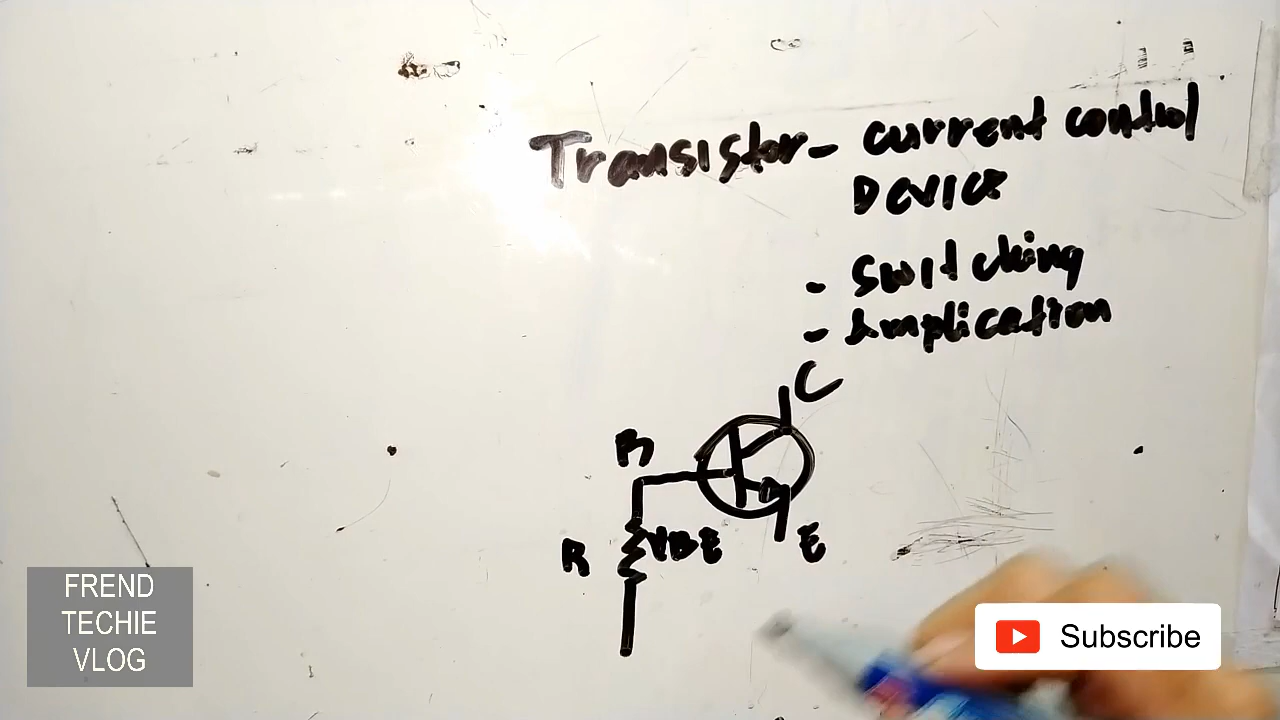 Transistor - current control
DEVICE
- Switching
- Amplication
C
B
R
VBE
E
FREND
TECHIE
VLOG
Subscribe